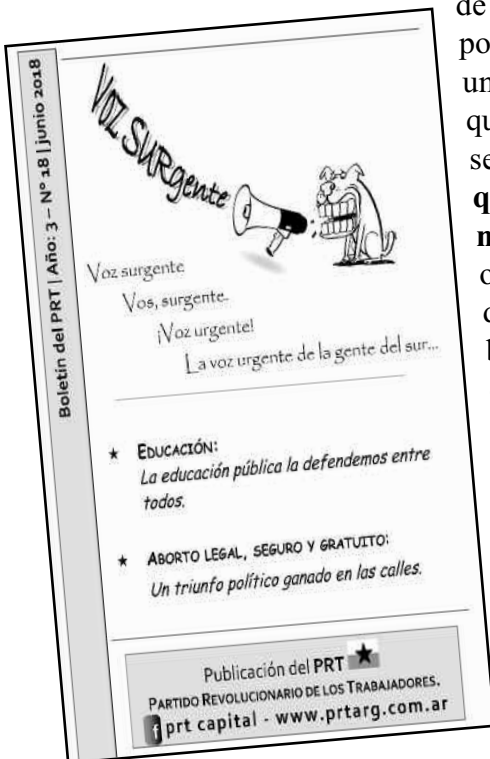 Boletín del PRT | Año: 3 – N° 18 | junio 2018
Voz SURgente
Voz surgente
Vos, surgente.
¡Voz urgente!
La voz urgente de la gente del sur...
★ EDUCACIÓN:
La educación pública la defendemos entre
todos.
★ ABORTO LEGAL, SEGURO Y GRATUITO:
Un triunfo político ganado en las calles.
Publicación del PRT
PARTIDO REVOLUCIONARIO DE LOS TRABAJADORES.
f prt capital - www.prtarg.com.ar
de